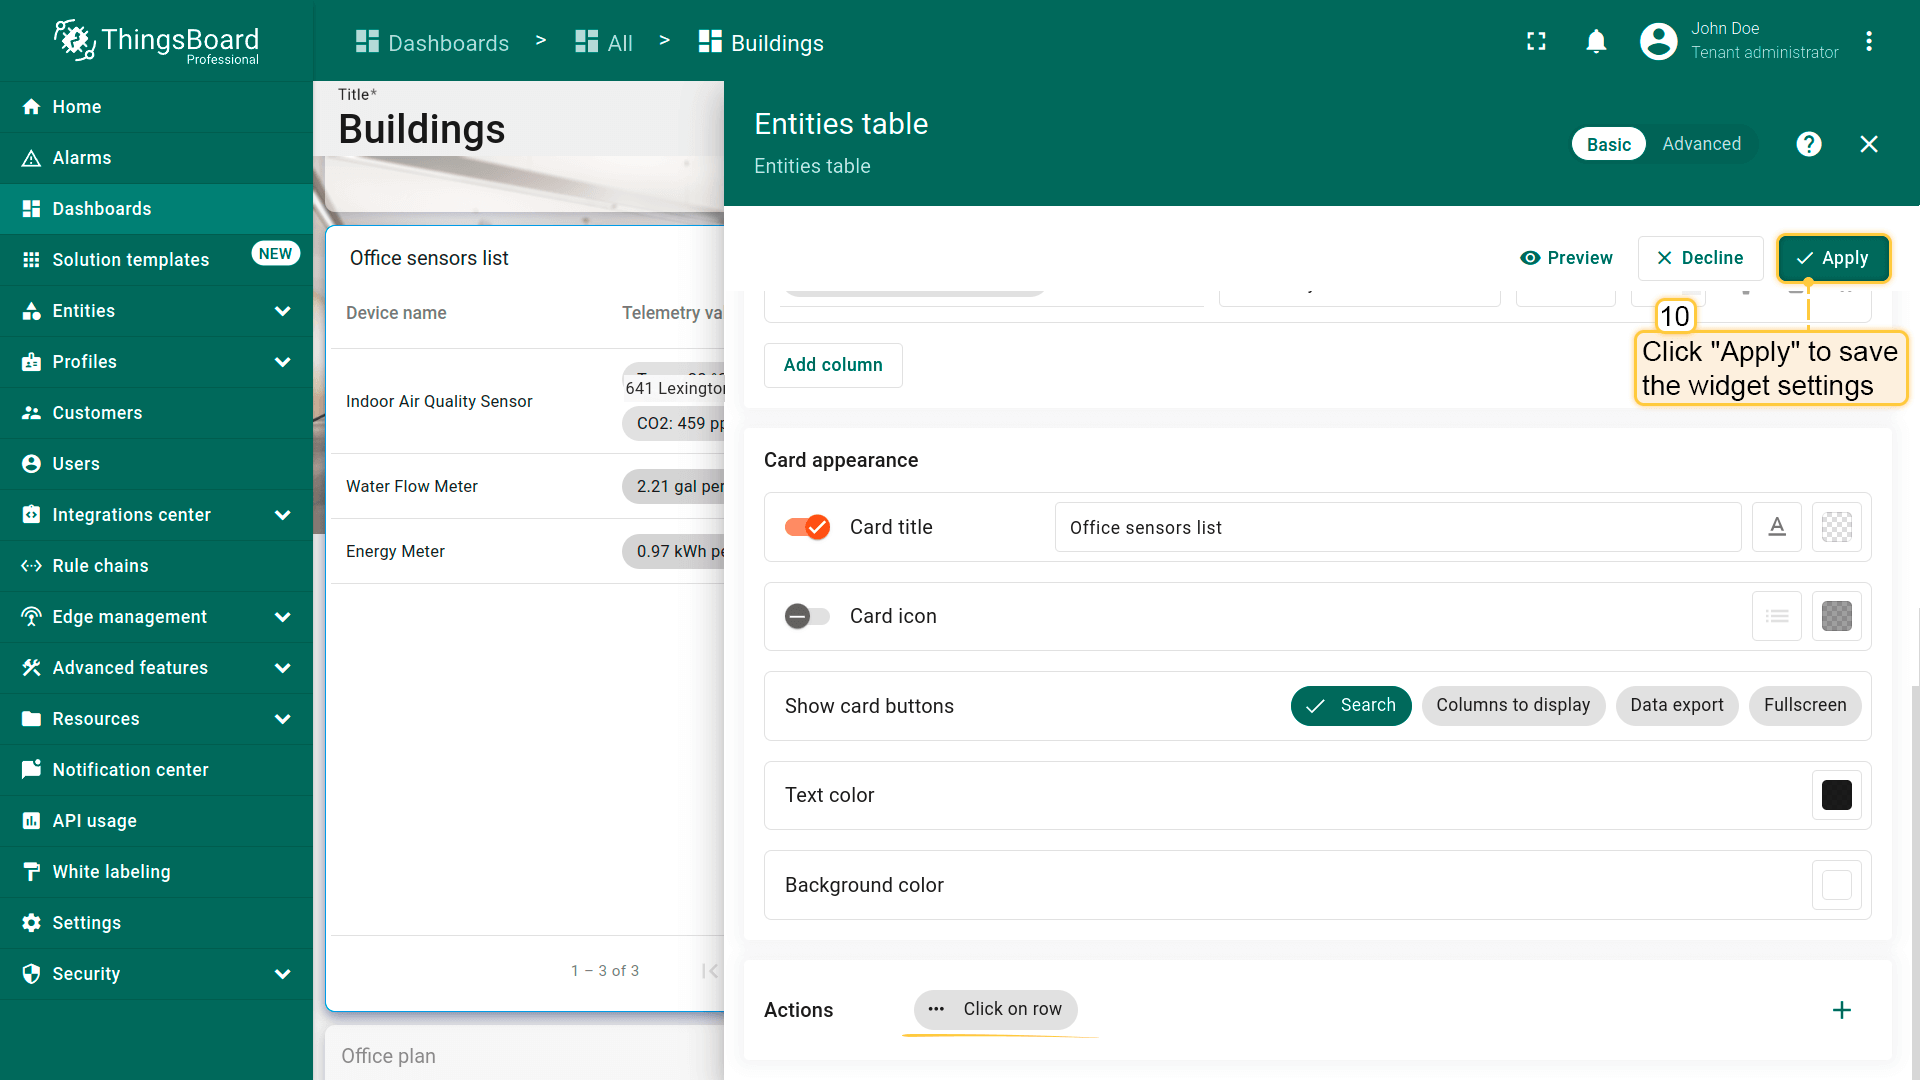 ThingsBoard
Professional
Dashboards > All > Buildings
John Doe
Tenant administrator
Home
Alarms
Dashboards
Solution templates NEW
Entities
Profiles
Customers
Users
Integrations center
Rule chains
Edge management
Advanced features
Resources
Notification center
API usage
White labeling
Settings
Security
Title*
Buildings
Office sensors list
Device name Telemetry va
641 Lexington
Indoor Air Quality Sensor
CO2: 459 pp
Water Flow Meter 2.21 gal per
Energy Meter 0.97 kWh pe
1 – 3 of 3
Office plan
Entities table
Entities table
Basic Advanced
Preview Decline Apply
10
Click "Apply" to save
the widget settings
Add column
Card appearance
Card title Office sensors list
Card icon
Show card buttons Search Columns to display Data export Fullscreen
Text color
Background color
Actions Click on row